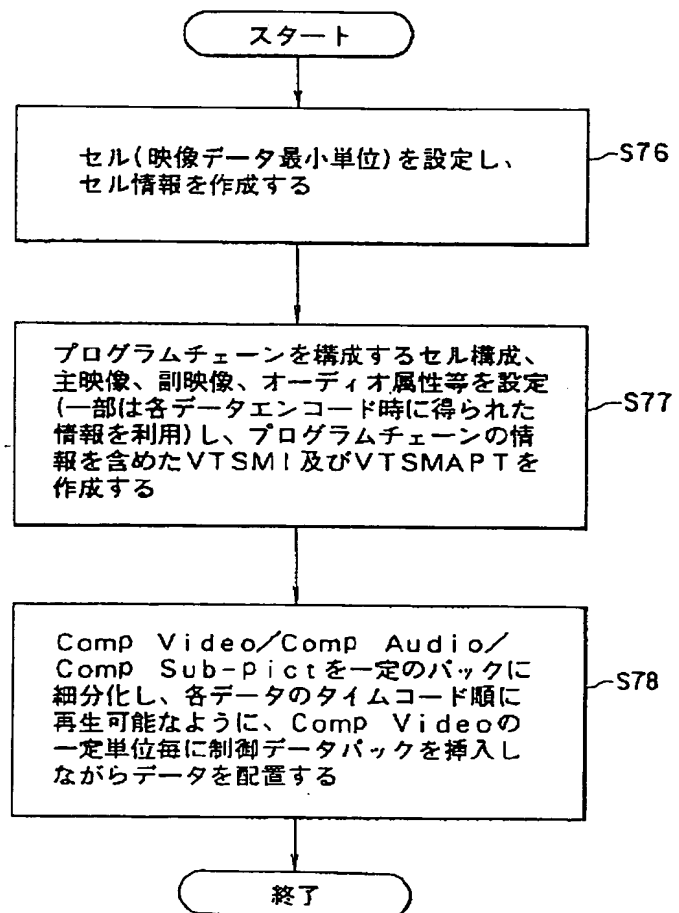 スタート
セル(映像データ最小単位)を設定し、
セル情報を作成する
S76
プログラムチェーンを構成するセル構成、
主映像、副映像、オーディオ属性等を設定
(一部は各データエンコード時に得られた
情報を利用)し、プログラムチェーンの情
報を含めたVTSMI及びVTSMAPTを
作成する
S77
Comp Video/Comp Audio/
Comp Sub-pictを一定のパックに
細分化し、各データのタイムコード順に
再生可能なように、Comp Videoの
一定単位毎に制御データパックを挿入し
ながらデータを配置する
S78
終了